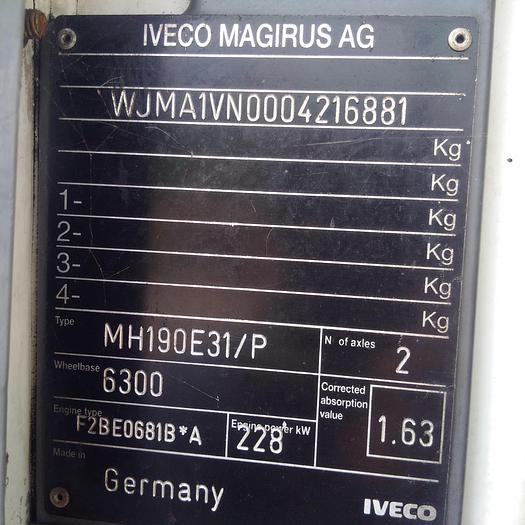 IVECO MAGIRUS AG
WJMA1VN0004216881
Kg
Kg
1- Kg
2- Kg
3- Kg
4- Kg
Type MH190E31/P N of axles 2
Wheelbase 6300
Corrected absorption value 1.63
Engine type F2BE0681B*A Engine power kW 228
Made in Germany
IVECO